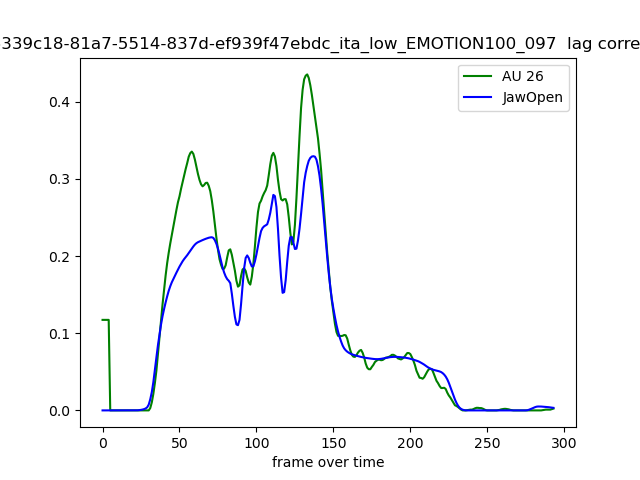 339c18-81a7-5514-837d-ef939f47ebdc_ita_low_EMOTION100_097  lag corre
AU 26
JawOpen
0.4
0.3
0.2
0.1
0.0
0 50 100 150 200 250 300
frame over time